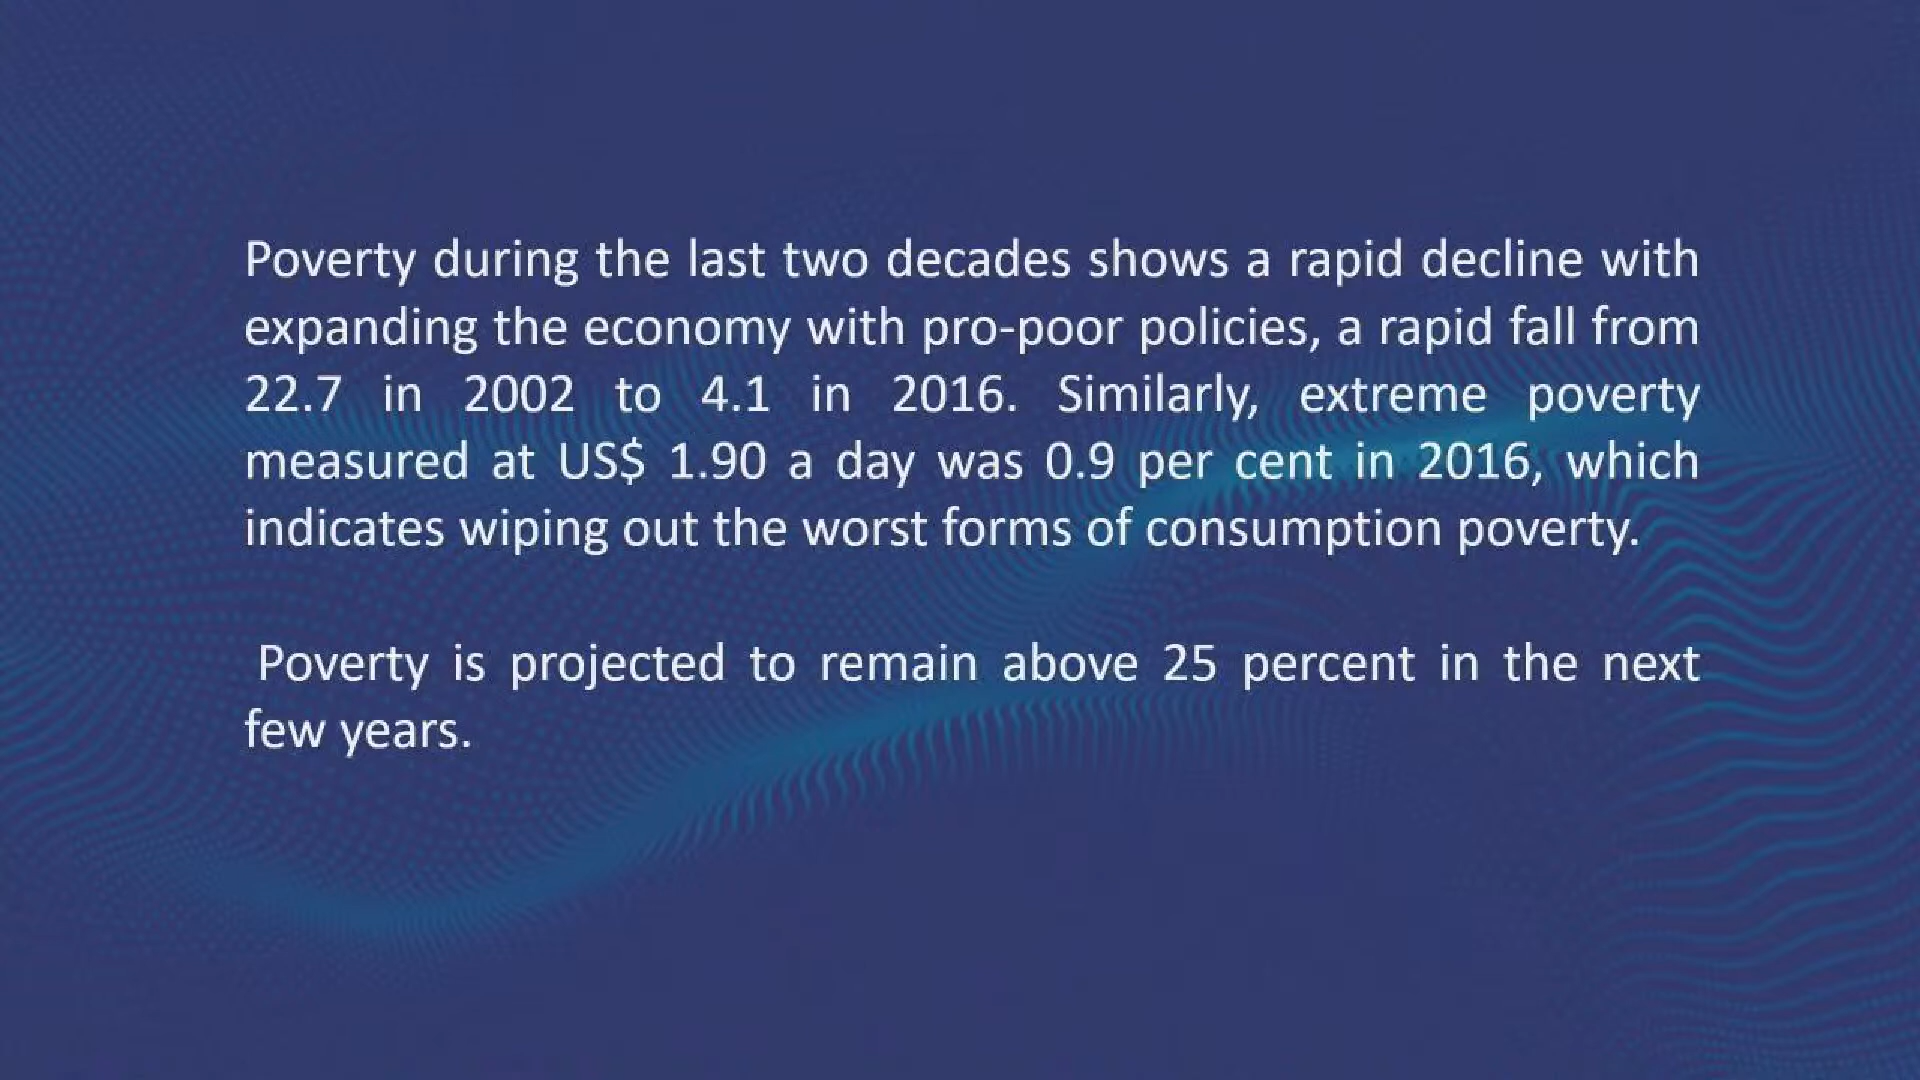 Poverty during the last two decades shows a rapid decline with
expanding the economy with pro-poor policies, a rapid fall from
22.7 in 2002 to 4.1 in 2016. Similarly, extreme poverty
measured at US$ 1.90 a day was 0.9 per cent in 2016, which
indicates wiping out the worst forms of consumption poverty.
Poverty is projected to remain above 25 percent in the next
few years.